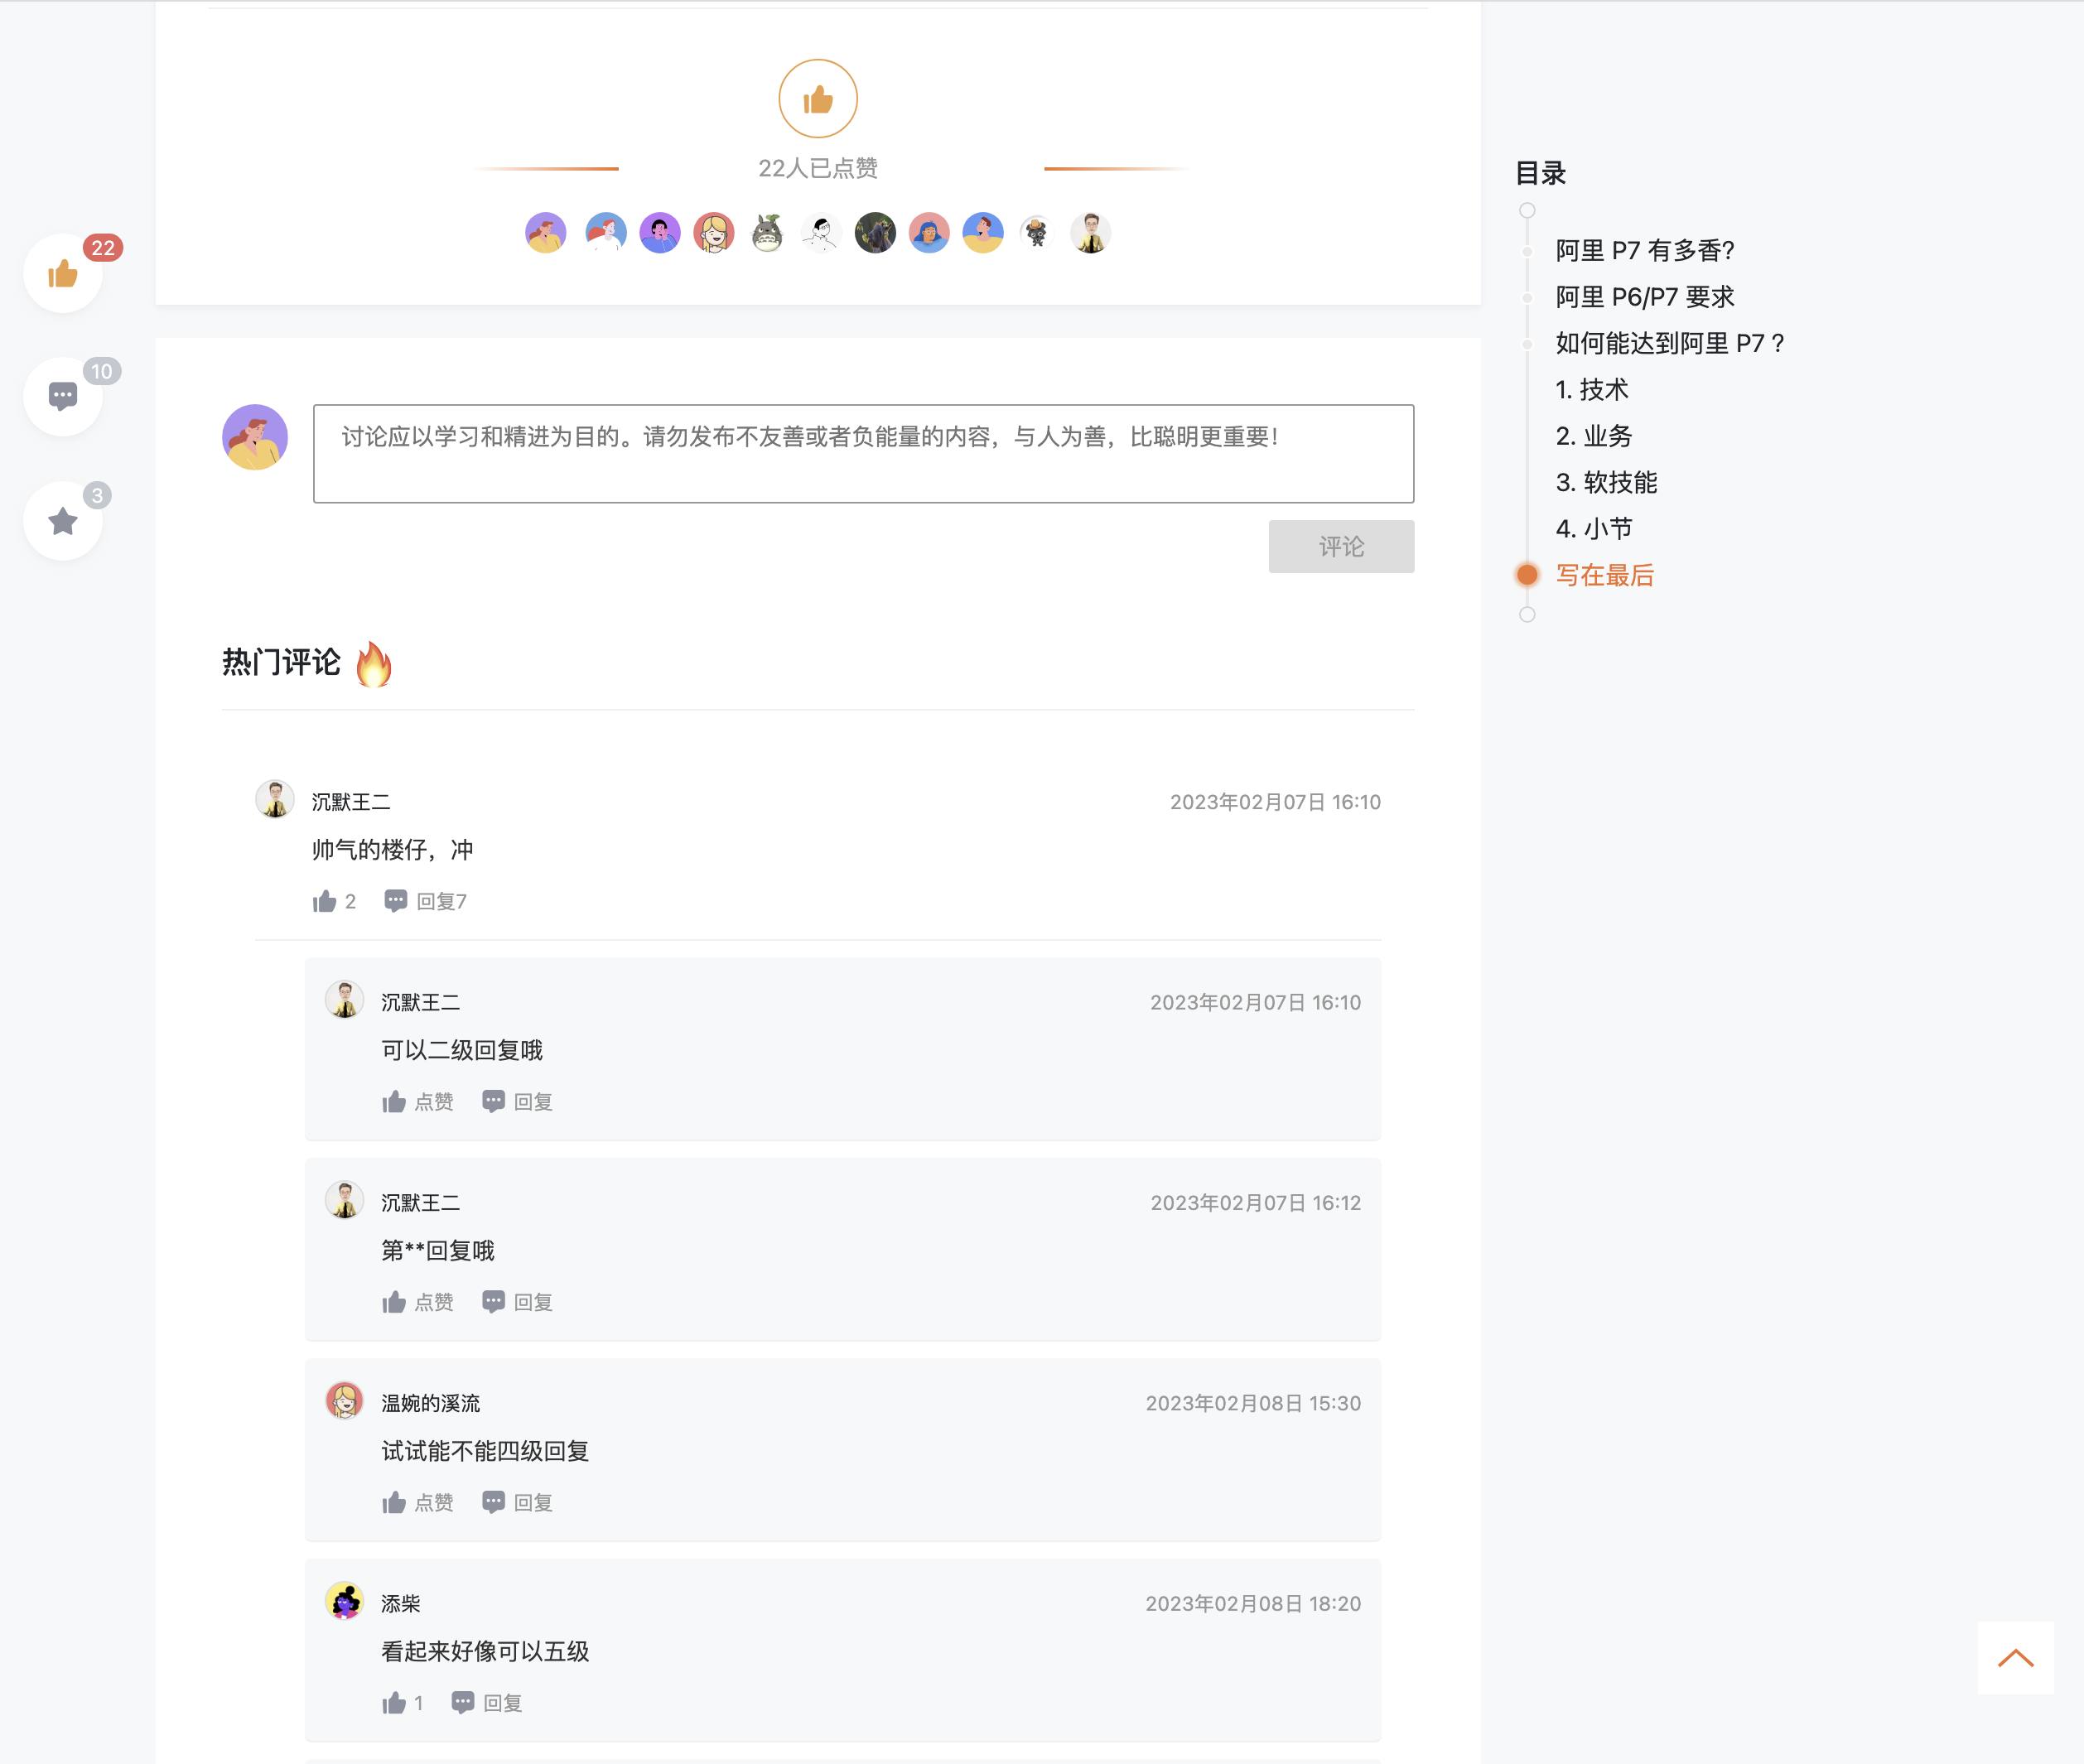 22人已点赞
22
10
3
讨论应以学习和精进为目的。请勿发布不友善或者负能量的内容，与人为善，比聪明更重要！
评论
热门评论
沉默王二
2023年02月07日 16:10
帅气的楼仔，冲
2 回复7
沉默王二
2023年02月07日 16:10
可以二级回复哦
点赞 回复
沉默王二
2023年02月07日 16:12
第**回复哦
点赞 回复
温婉的溪流
2023年02月08日 15:30
试试能不能四级回复
点赞 回复
添柴
2023年02月08日 18:20
看起来好像可以五级
1 回复
目录
阿里 P7 有多香?
阿里 P6/P7 要求
如何能达到阿里 P7？
1. 技术
2. 业务
3. 软技能
4. 小节
写在最后